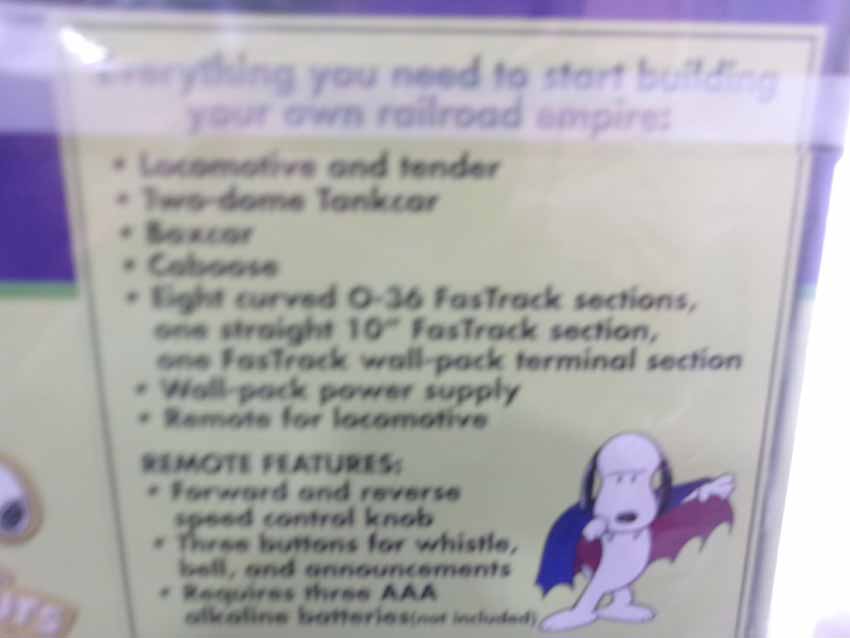 Everything you need to start building
your own railroad empire:
• Locomotive and tender
• Two-dome Tankcar
• Boxcar
• Caboose
• Eight curved O-36 FasTrack sections,
one straight 10" FasTrack section,
one FasTrack wall-pack terminal section
• Wall-pack power supply
• Remote for locomotive
REMOTE FEATURES:
• Forward and reverse
speed control knob
• Three buttons for whistle,
bell, and announcements
• Requires three AAA
alkaline batteries(not included)